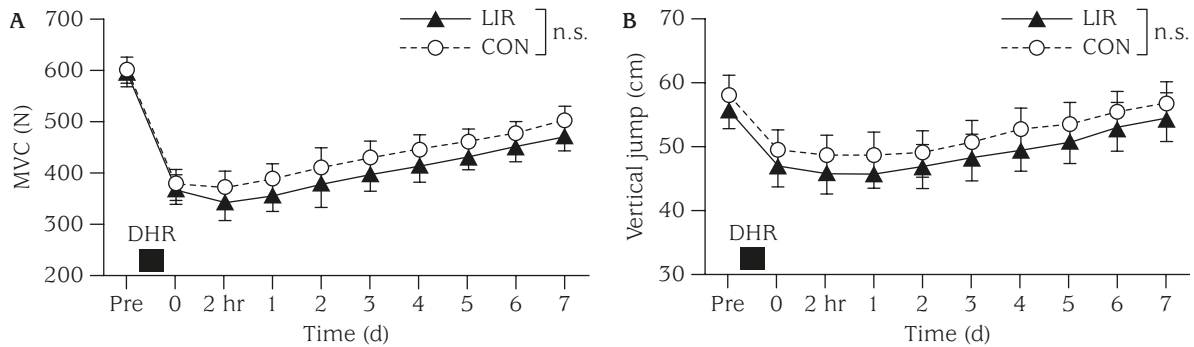 A
700
600
500
400
300
200
MVC (N)
LIR
CON
n.s.
DHR
Pre 0 2 hr 1 2 3 4 5 6 7
Time (d)
B
70
60
50
40
30
Vertical jump (cm)
LIR
CON
n.s.
DHR
Pre 0 2 hr 1 2 3 4 5 6 7
Time (d)